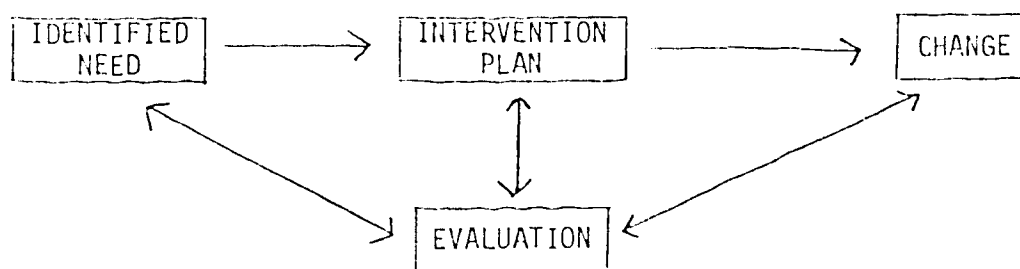 IDENTIFIED
NEED
INTERVENTION
PLAN
CHANGE
EVALUATION